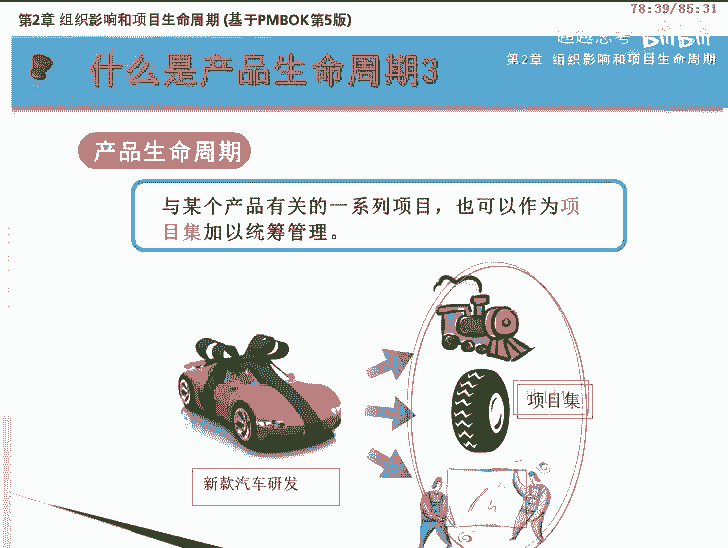 78:39/85:31
第2章 组织影响和项目生命周期 (基于PMBOK第5版)
什么是产品生命周期3
第2章 组织影响和项目生命周期
产品生命周期
与某个产品有关的一系列项目，也可以作为项
目集加以统筹管理。
项目集
新款汽车研发